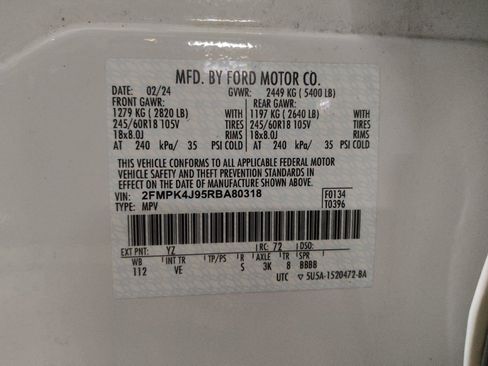 MFD. BY FORD MOTOR CO.
DATE: 02/24 GVWR: 2449 KG ( 5400 LB)
FRONT GAWR: REAR GAWR:
1279 KG ( 2820 LB) WITH 1197 KG ( 2640 LB) WITH
245/60R18 105V TIRES 245/60R18 105V TIRES
18x8.0J RIMS 18x8.0J RIMS
AT 240 kPa/ 35 PSI COLD AT 240 kPa/ 35 PSI COLD
THIS VEHICLE CONFORMS TO ALL APPLICABLE FEDERAL MOTOR
VEHICLE SAFETY AND THEFT PREVENTION STANDARDS IN
EFFECT ON THE DATE OF MANUFACTURE SHOWN ABOVE.
VIN: 2FMPK4J95RBA80318 F0134
TYPE: MPV T0396
EXT PNT: YZ RC: 72 DSO:
WB INT TR TP/PS R AXLE TR SPR
112 VE S 3K 8 BBBB
UTC 5U5A-1520472-BA